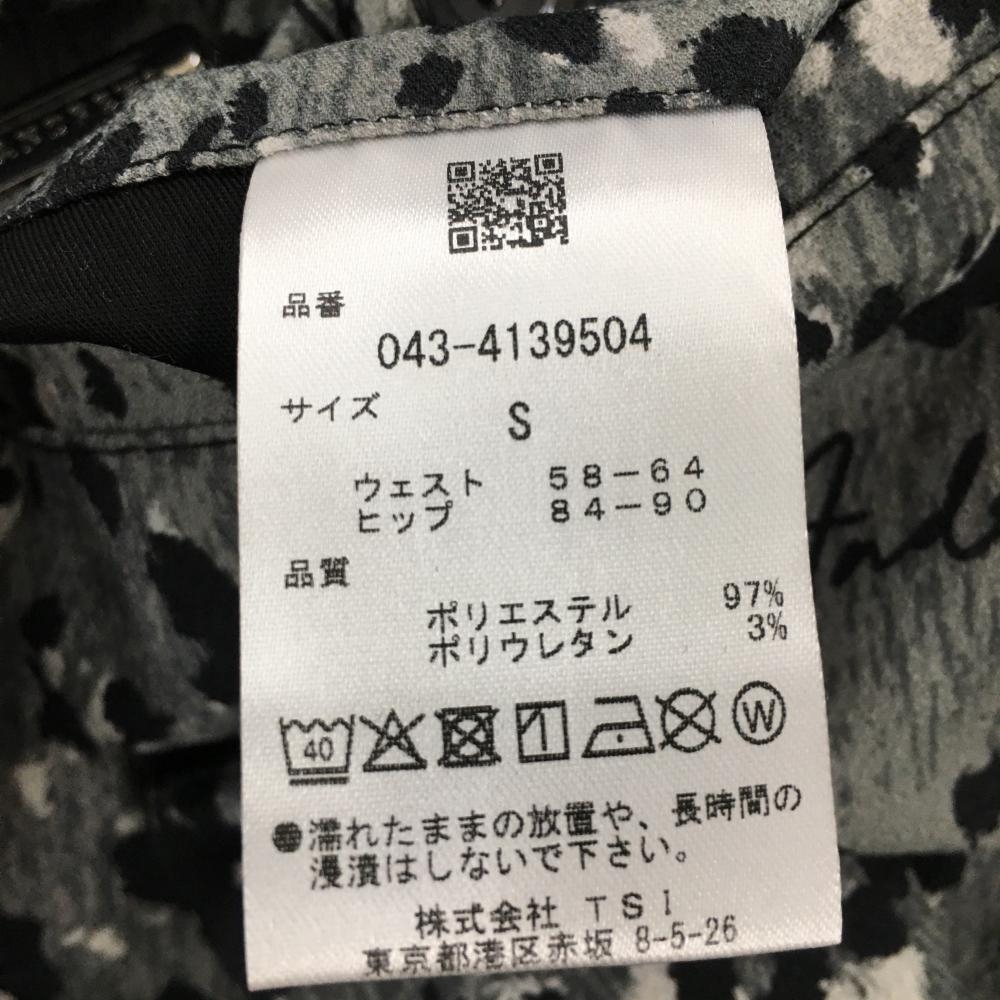 品番
043-4139504
サイズ
S
ウェスト 58-64
ヒップ 84-90
品質
ポリエステル 97%
ポリウレタン 3%
40
W
●濡れたままの放置や、長時間の
浸漬はしないで下さい。
株式会社 TSI
東京都港区赤坂 8-5-26